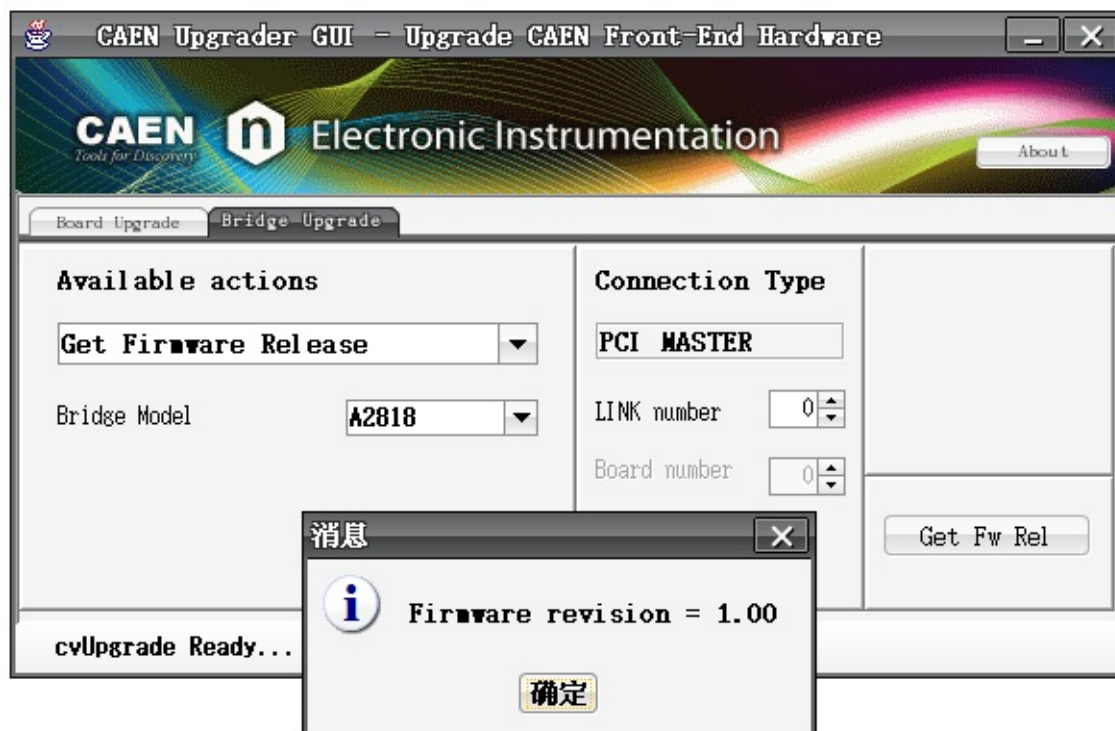 CAEN Upgrader GUI - Upgrade CAEN Front-End Hardware
CAEN n Electronic Instrumentation
Tools for Discovery
About
Board Upgrade Bridge Upgrade
Available actions
Connection Type
Get Firmware Release
PCI MASTER
Bridge Model A2818
LINK number 0
Board number 0
Get Fw Rel
消息
Firmware revision = 1.00
确定
cvUpgrade Ready...